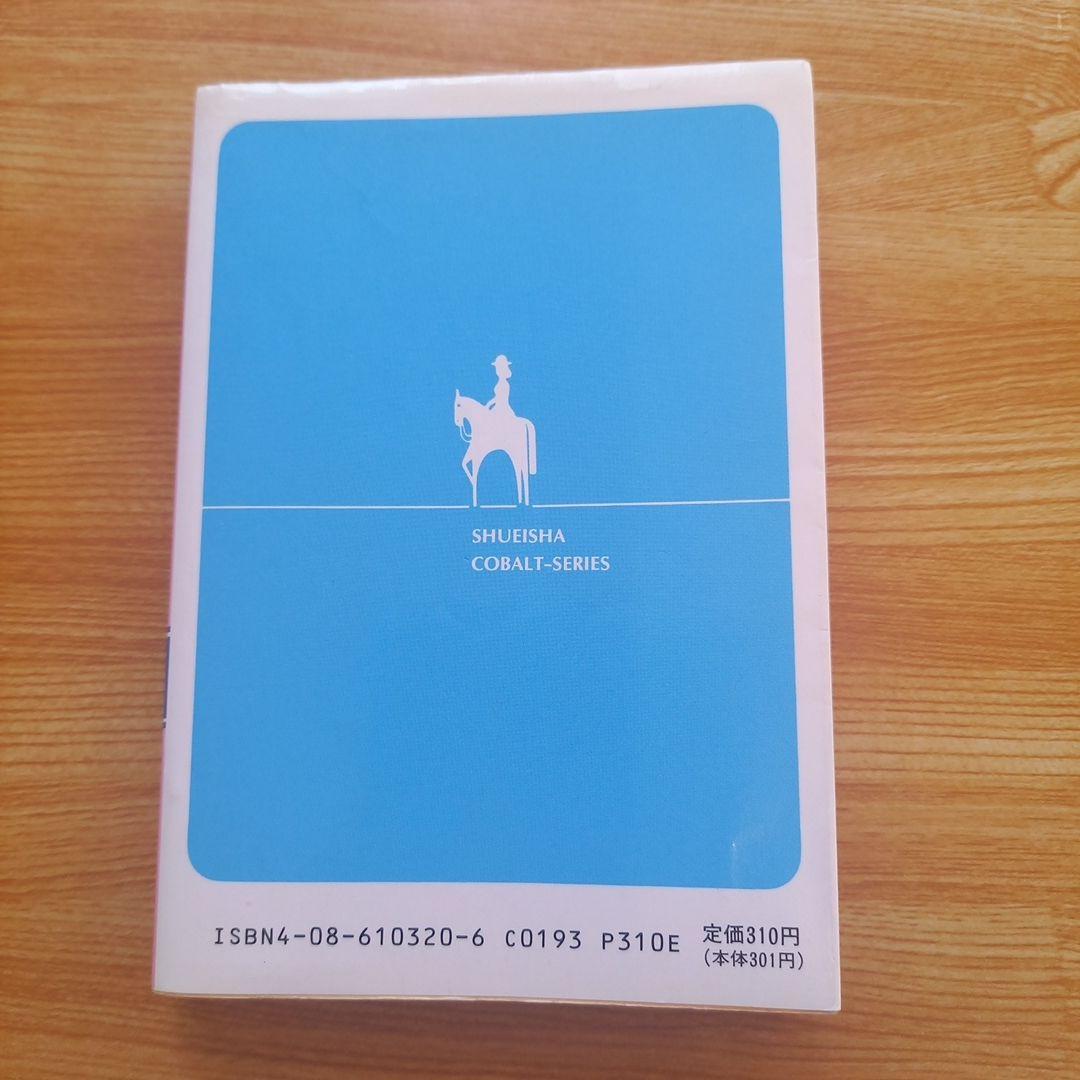 SHUEISHA
COBALT-SERIES
ISBN4-08-610320-6 C0193 P310E 定価310円
(本体301円)